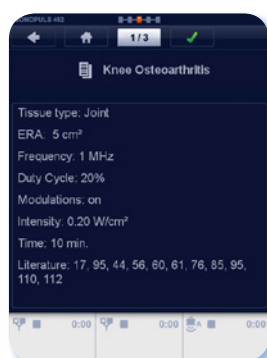 SONOPULS 492
1/3
Knee Osteoarthritis
Tissue type: Joint
ERA: 5 cm²
Frequency: 1 MHz
Duty Cycle: 20%
Modulations: on
Intensity: 0.20 W/cm²
Time: 10 min.
Literature: 17, 95, 44, 56, 60, 61, 76, 85, 95,
110, 112
0:00 0:00 A 0:00